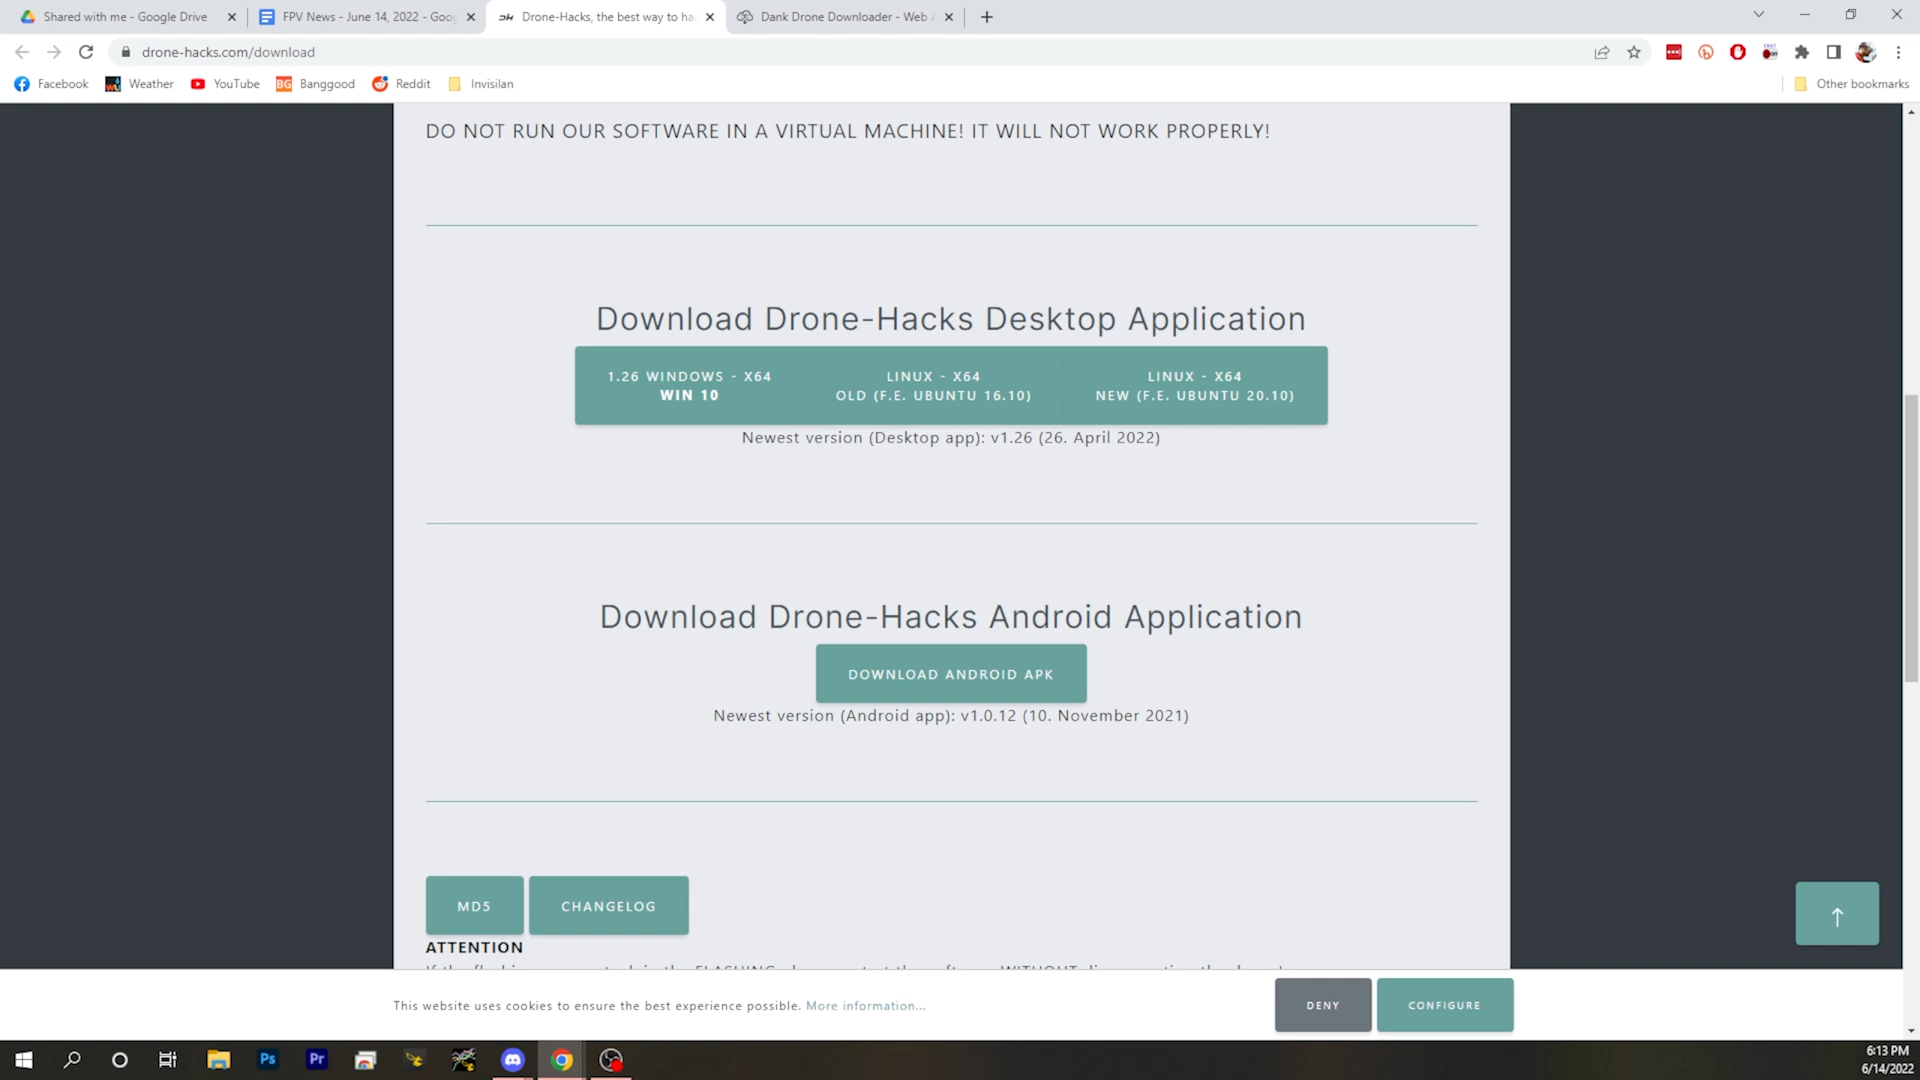 Shared with me - Google Drive
FPV News - June 14, 2022 - Goog
Drone-Hacks, the best way to ha
Dank Drone Downloader - Web A
drone-hacks.com/download
Facebook
Weather
YouTube
BG Banggood
Reddit
Invisilan
Other bookmarks
DO NOT RUN OUR SOFTWARE IN A VIRTUAL MACHINE! IT WILL NOT WORK PROPERLY!
Download Drone-Hacks Desktop Application
1.26 WINDOWS - X64
WIN 10
LINUX - X64
OLD (F.E. UBUNTU 16.10)
LINUX - X64
NEW (F.E. UBUNTU 20.10)
Newest version (Desktop app): v1.26 (26. April 2022)
Download Drone-Hacks Android Application
DOWNLOAD ANDROID APK
Newest version (Android app): v1.0.12 (10. November 2021)
MD5
CHANGELOG
ATTENTION
This website uses cookies to ensure the best experience possible. More information...
DENY
CONFIGURE
Ps
Pr
6:13 PM
6/14/2022